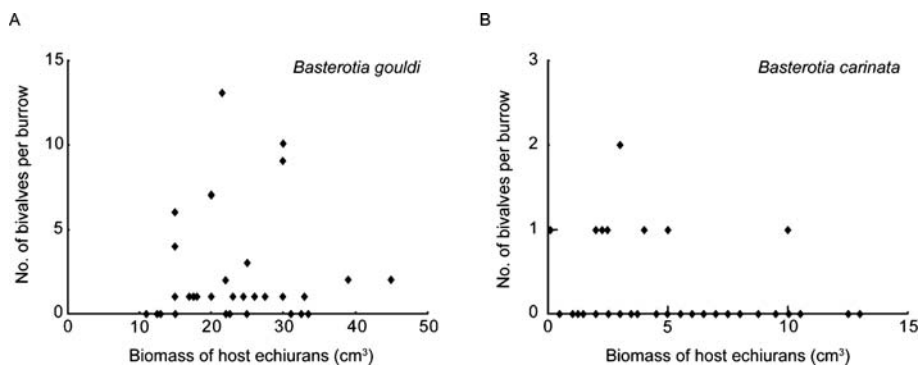 A
Basterotia gouldi
No. of bivalves per burrow
15
10
5
0
0 10 20 30 40 50
Biomass of host echiurans (cm³)
B
Basterotia carinata
No. of bivalves per burrow
3
2
1
0
0 5 10 15
Biomass of host echiurans (cm³)